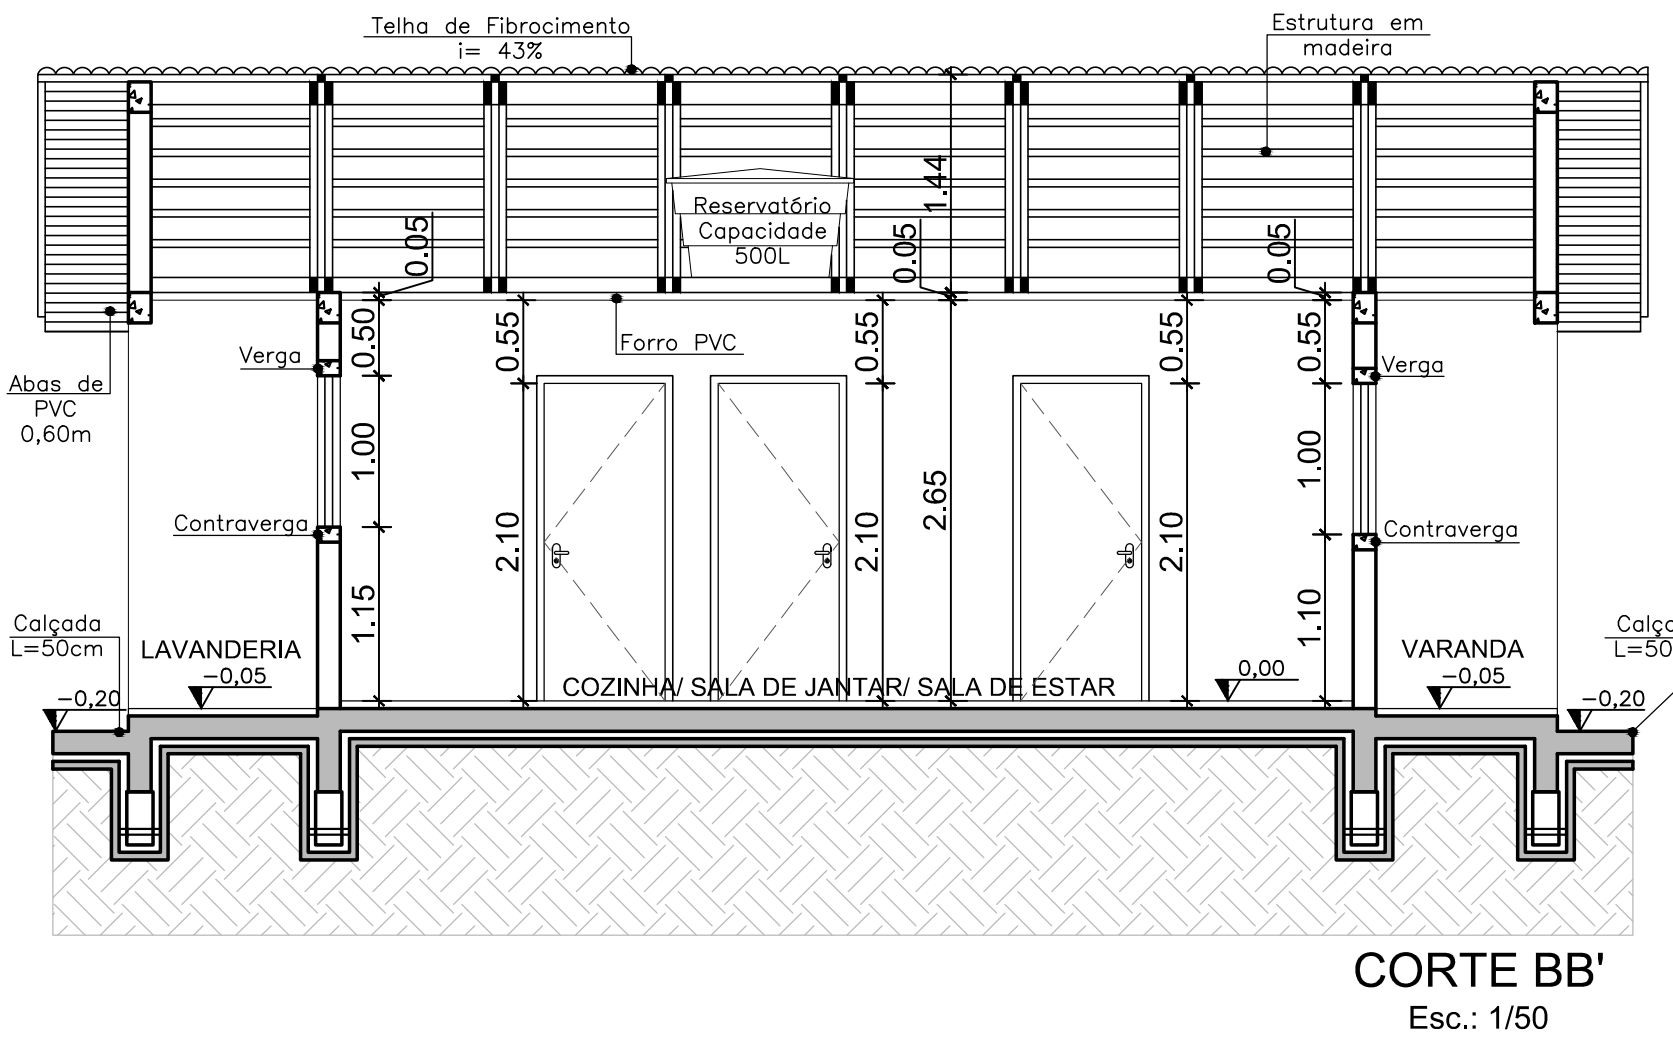 Telha de Fibrocimento
i= 43%
Estrutura em
madeira
1.44
Reservatório
Capacidade
500L
0.05
0.05
0.05
0.50
0.55
0.55
0.55
0.55
Forro PVC
Verga
Verga
Abas de
PVC
0,60m
1.00
1.00
2.65
Contraverga
Contraverga
2.10
2.10
2.10
1.15
1.10
Calçada
L=50cm
LAVANDERIA
-0,05
-0,20
COZINHA/ SALA DE JANTAR/ SALA DE ESTAR
0,00
VARANDA
-0,05
-0,20
L=50
CORTE BB'
Esc.: 1/50